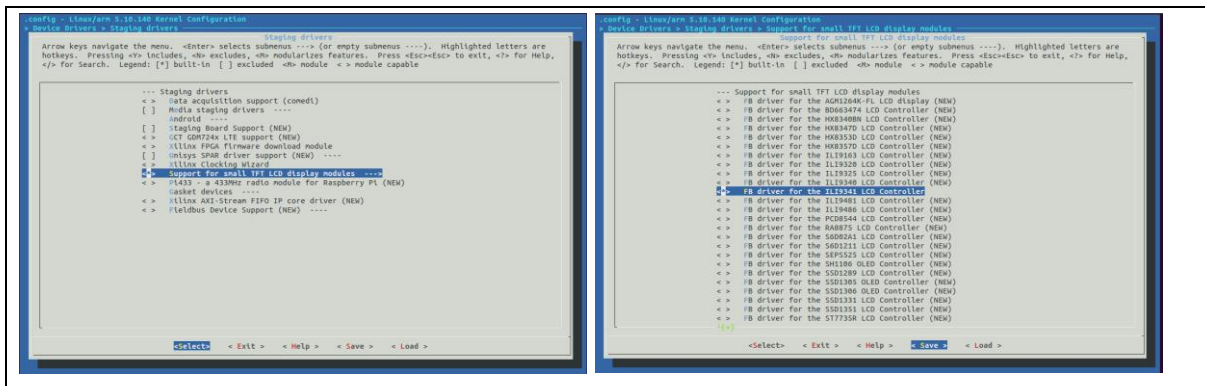 .config - Linux/arm 5.10.140 Kernel Configuration
> Device Drivers > Staging drivers
Staging drivers
Arrow keys navigate the menu. <Enter> selects submenus ---> (or empty submenus ----). Highlighted letters are
hotkeys. Pressing <Y> includes, <N> excludes, <M> modularizes features. Press <Esc><Esc> to exit, <?> for Help,
</> for Search. Legend: [*] built-in [ ] excluded <M> module < > module capable
--- Staging drivers
< > Data acquisition support (comedi)
[ ] Media staging drivers ----
Android ----
[ ] Staging Board Support (NEW)
< > GCT GDM724x LTE support (NEW)
< > Xilinx FPGA firmware download module
[ ] Unisys SPAR driver support (NEW) ----
< > Xilinx Clocking Wizard
<*> Support for small TFT LCD display modules --->
< > Pi433 - a 433MHz radio module for Raspberry Pi (NEW)
Gasket devices ----
< > Xilinx AXI-Stream FIFO IP core driver (NEW)
< > Fieldbus Device Support (NEW) ----
<Select> < Exit > < Help > < Save > < Load >
.config - Linux/arm 5.10.140 Kernel Configuration
> Device Drivers > Staging drivers > Support for small TFT LCD display modules
Support for small TFT LCD display modules
Arrow keys navigate the menu. <Enter> selects submenus ---> (or empty submenus ----). Highlighted letters are
hotkeys. Pressing <Y> includes, <N> excludes, <M> modularizes features. Press <Esc><Esc> to exit, <?> for Help,
</> for Search. Legend: [*] built-in [ ] excluded <M> module < > module capable
--- Support for small TFT LCD display modules
< > FB driver for the AGM1264K-FL LCD display (NEW)
< > FB driver for the BD663474 LCD Controller (NEW)
< > FB driver for the HX8340BN LCD Controller (NEW)
< > FB driver for the HX8347D LCD Controller (NEW)
< > FB driver for the HX8353D LCD Controller (NEW)
< > FB driver for the HX8357D LCD Controller (NEW)
< > FB driver for the ILI9163 LCD Controller (NEW)
< > FB driver for the ILI9320 LCD Controller (NEW)
< > FB driver for the ILI9325 LCD Controller (NEW)
< > FB driver for the ILI9340 LCD Controller (NEW)
<*> FB driver for the ILI9341 LCD Controller
< > FB driver for the ILI9481 LCD Controller (NEW)
< > FB driver for the ILI9486 LCD Controller (NEW)
< > FB driver for the PCD8544 LCD Controller (NEW)
< > FB driver for the RA8875 LCD Controller (NEW)
< > FB driver for the S6D02A1 LCD Controller (NEW)
< > FB driver for the S6D1121 LCD Controller (NEW)
< > FB driver for the SEPS525 LCD Controller (NEW)
< > FB driver for the SH1106 OLED Controller (NEW)
< > FB driver for the SSD1289 LCD Controller (NEW)
< > FB driver for the SSD1305 OLED Controller (NEW)
< > FB driver for the SSD1306 OLED Controller (NEW)
< > FB driver for the SSD1331 LCD Controller (NEW)
< > FB driver for the SSD1351 LCD Controller (NEW)
< > FB driver for the ST7735R LCD Controller (NEW)
(+)
<Select> < Exit > < Help > < Save > < Load >